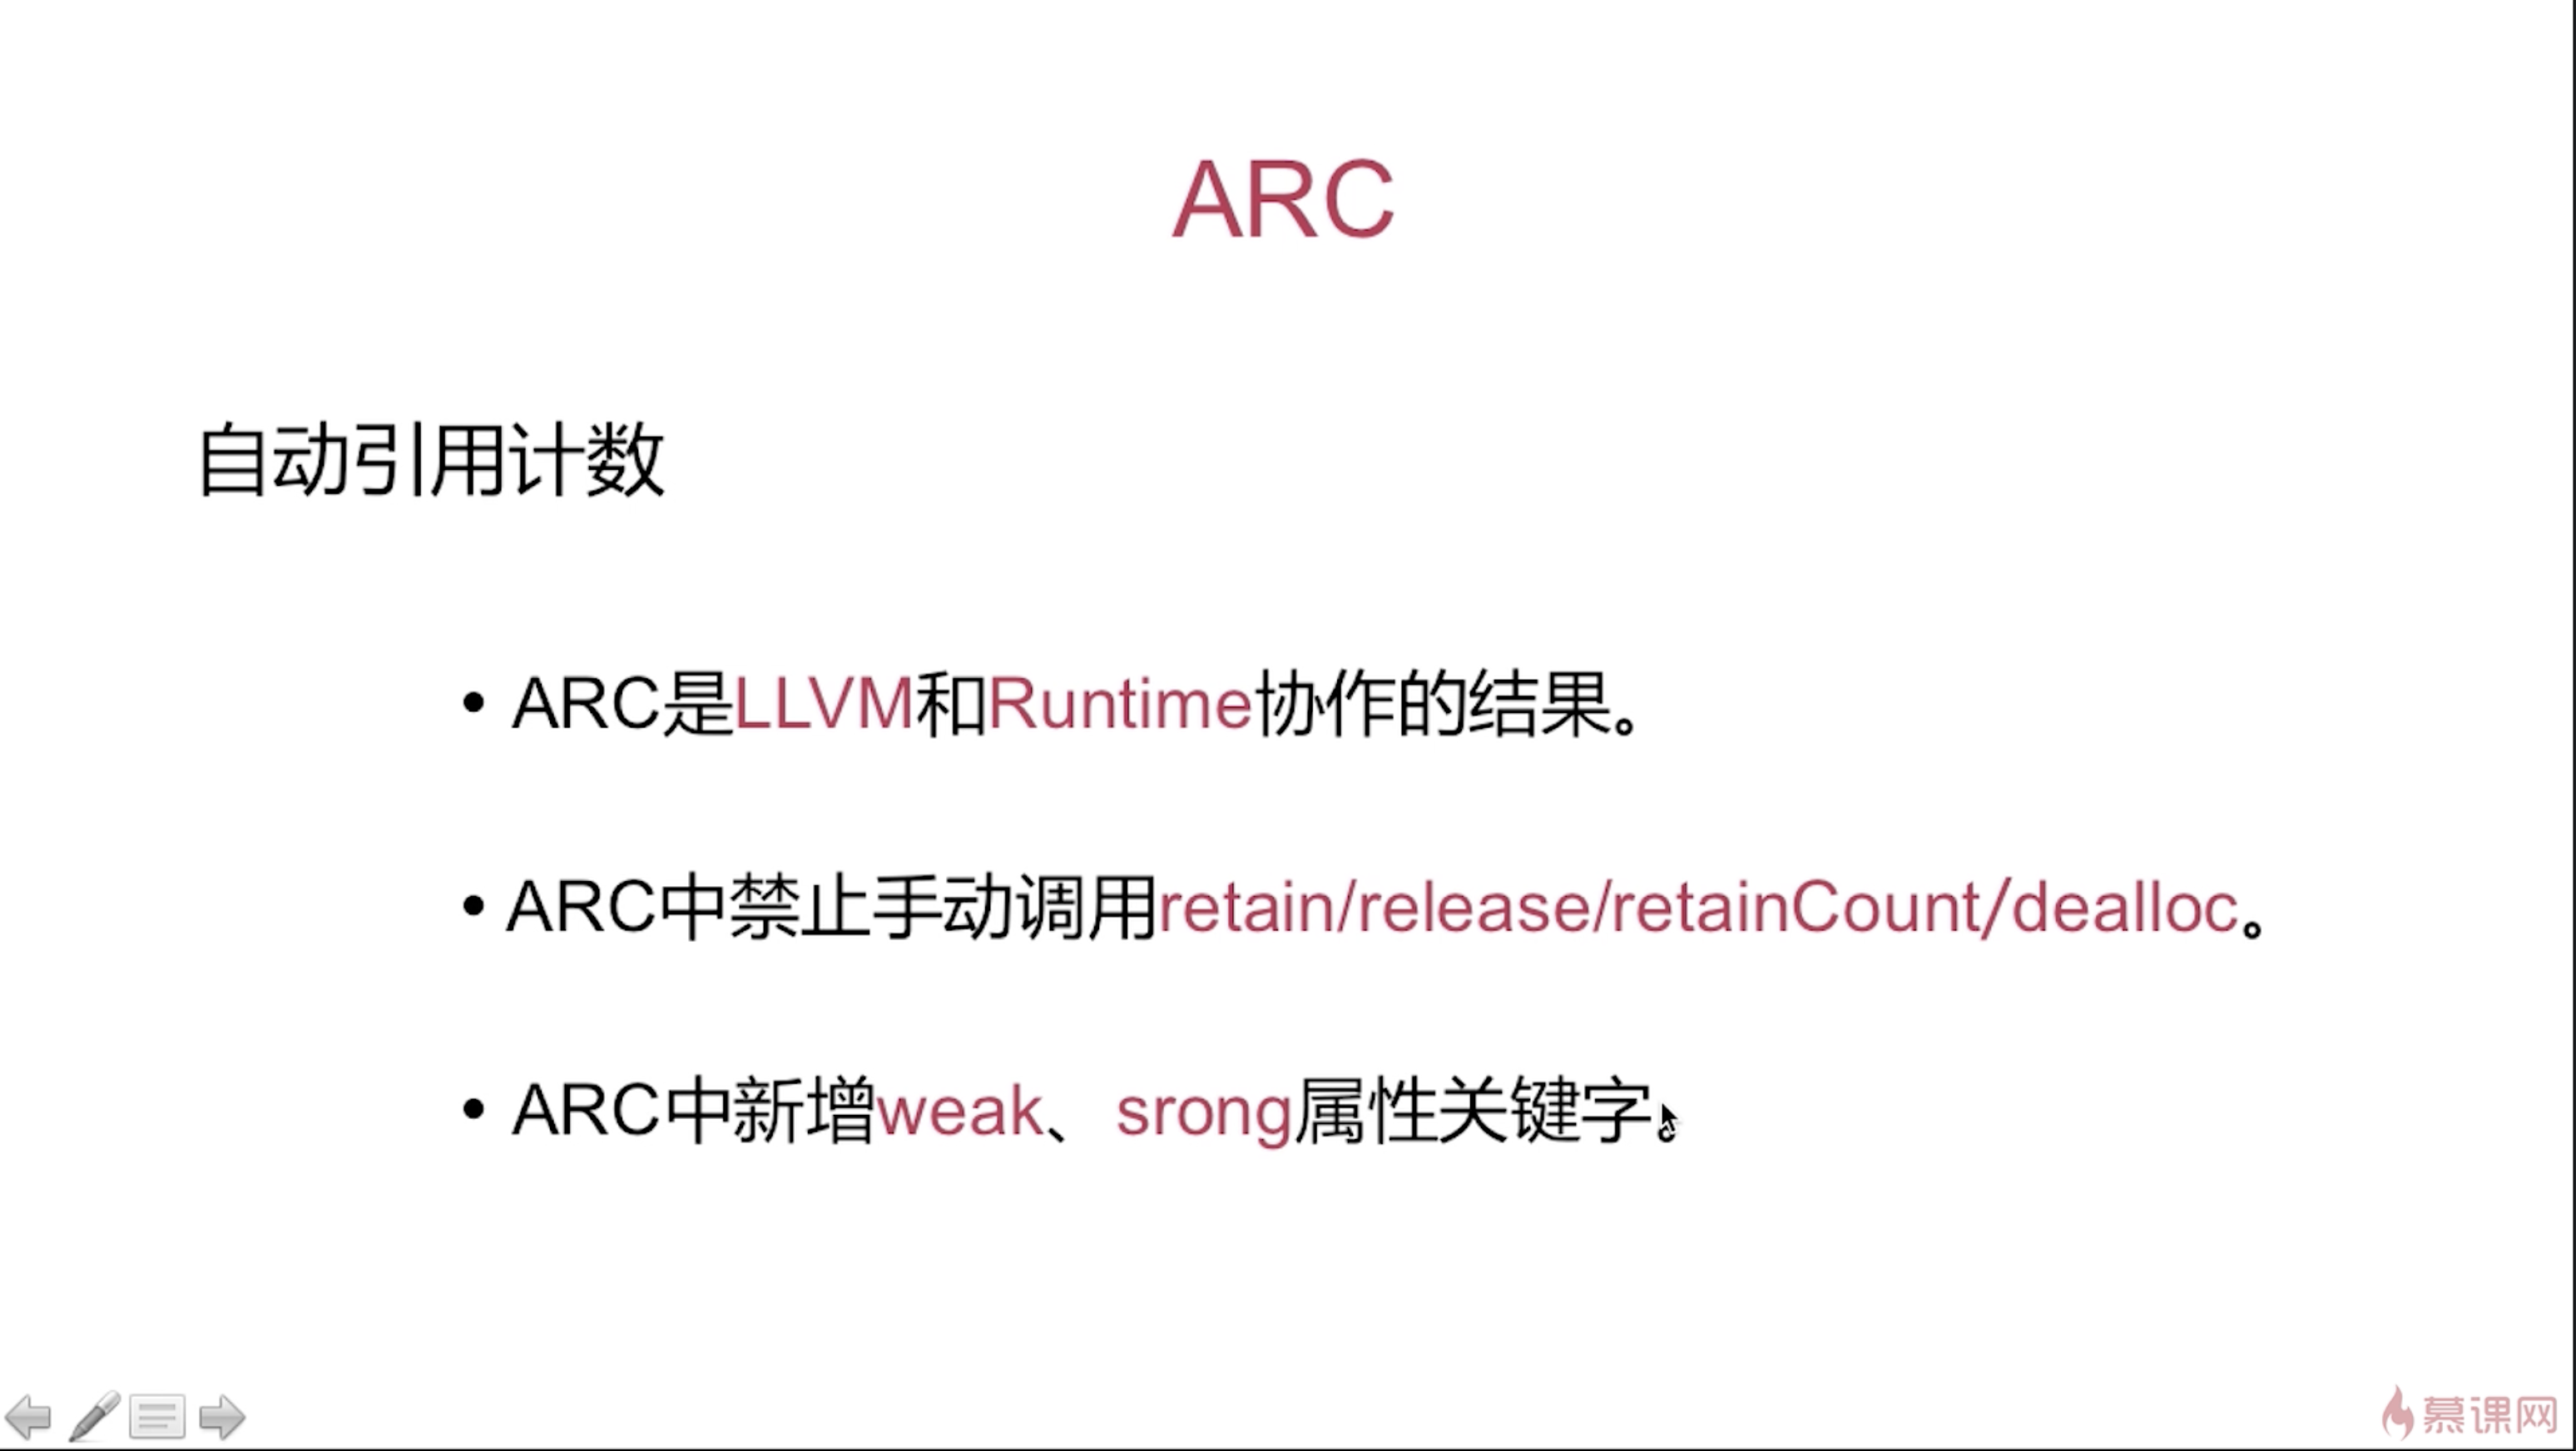 ARC
自动引用计数
• ARC是LLVM和Runtime协作的结果。
• ARC中禁止手动调用retain/release/retainCount/dealloc。
• ARC中新增weak、srong属性关键字。
慕课网